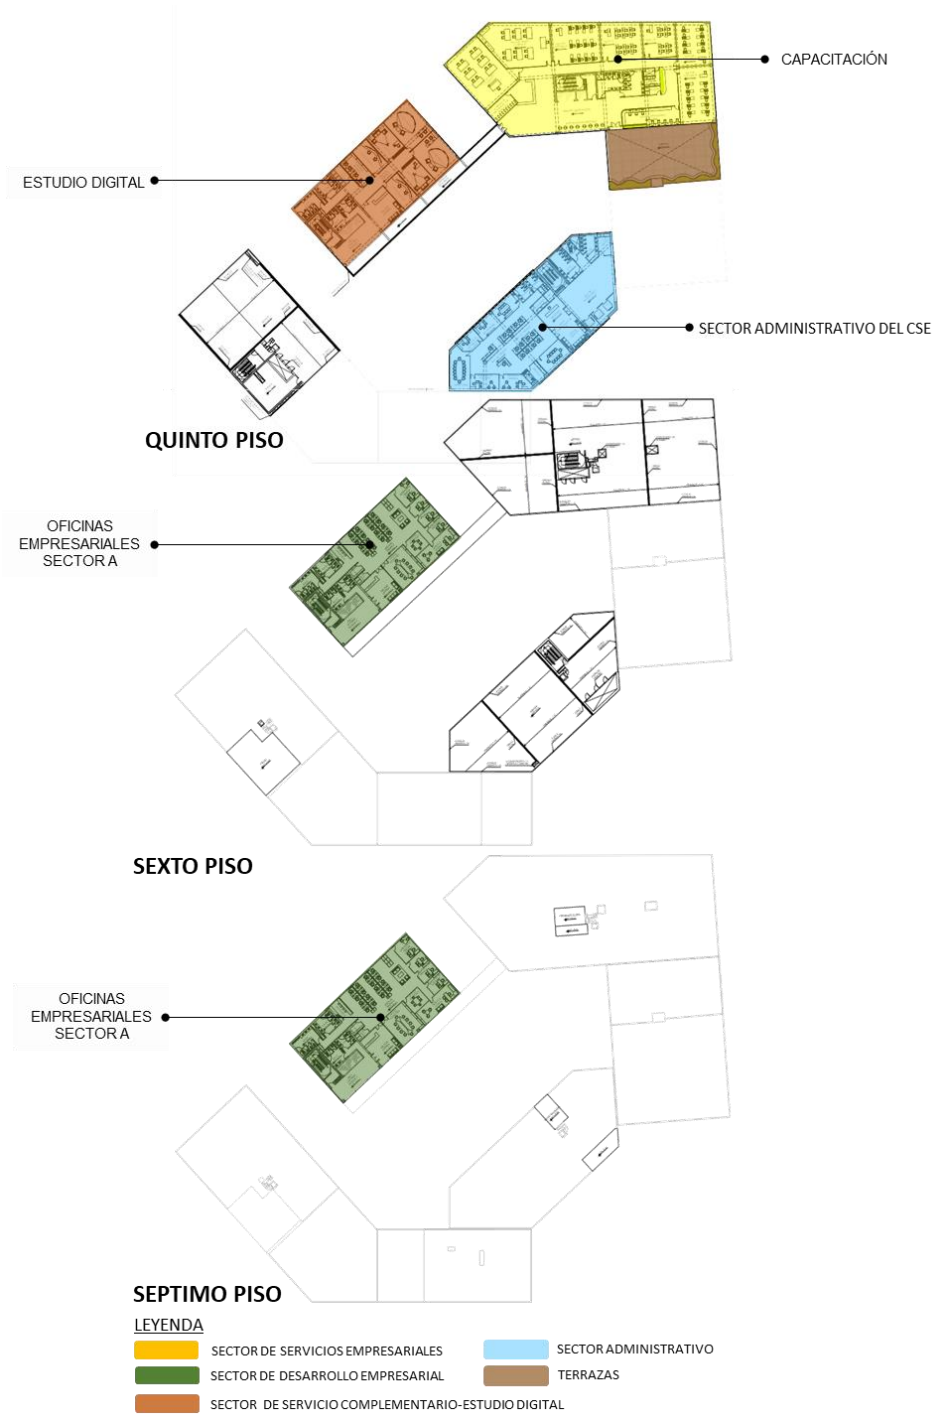 CAPACITACIÓN
ESTUDIO DIGITAL
SECTOR ADMINISTRATIVO DEL CSE
QUINTO PISO
OFICINAS
EMPRESARIALES
SECTOR A
SEXTO PISO
OFICINAS
EMPRESARIALES
SECTOR A
SEPTIMO PISO
LEYENDA
SECTOR DE SERVICIOS EMPRESARIALES
SECTOR DE DESARROLLO EMPRESARIAL
SECTOR DE SERVICIO COMPLEMENTARIO-ESTUDIO DIGITAL
SECTOR ADMINISTRATIVO
TERRAZAS